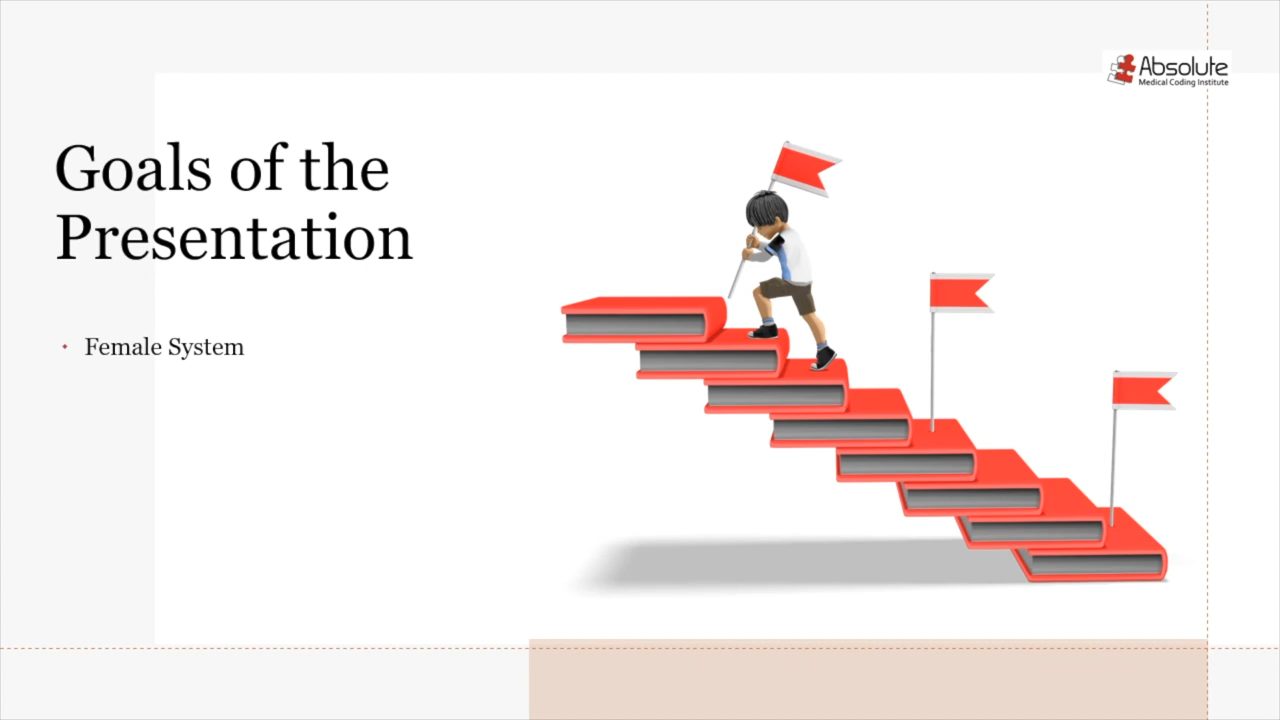 Absolute
Medical Coding Institute
Goals of the
Presentation
Female System